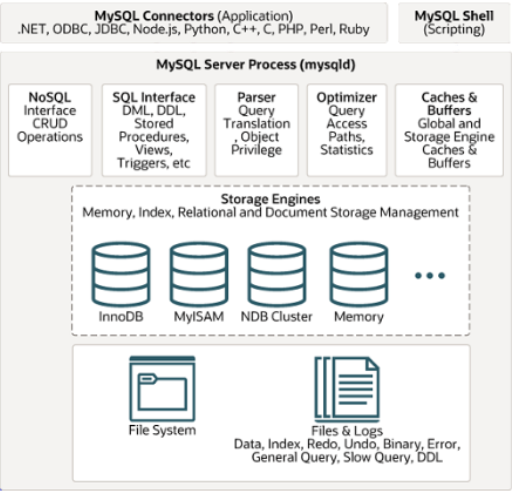 MySQL Connectors (Application)
.NET, ODBC, JDBC, Node.js, Python, C++, C, PHP, Perl, Ruby
MySQL Shell
(Scripting)
MySQL Server Process (mysqld)
NoSQL
Interface
CRUD
Operations
SQL Interface
DML, DDL,
Stored
Procedures,
Views,
Triggers, etc
Parser
Query
Translation
, Object
Privilege
Optimizer
Query
Access
Paths,
Statistics
Caches &
Buffers
Global and
Storage Engine
Caches &
Buffers
Storage Engines
Memory, Index, Relational and Document Storage Management
InnoDB
MyISAM
NDB Cluster
Memory
File System
Files & Logs
Data, Index, Redo, Undo, Binary, Error,
General Query, Slow Query, DDL